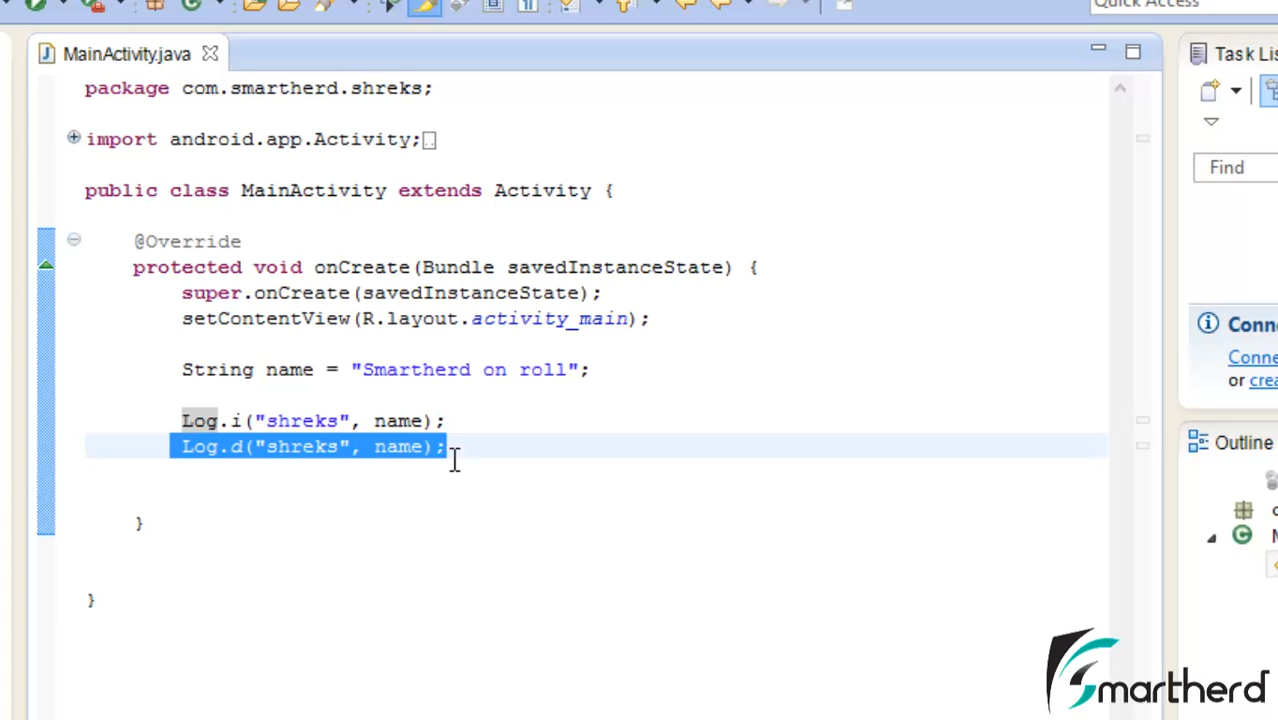 Quick Access
MainActivity.java
Task Lis
package com.smartherd.shreks;
import android.app.Activity;
Find
public class MainActivity extends Activity {
@Override
protected void onCreate(Bundle savedInstanceState) {
super.onCreate(savedInstanceState);
setContentView(R.layout.activity_main);
Conn
Conne
or crea
String name = "Smartherd on roll";
Log.i("shreks", name);
Log.d("shreks", name);
Outline
}
}
Smartherd